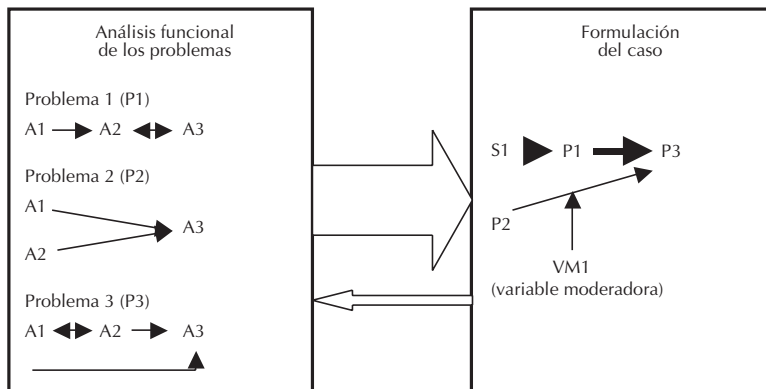 Análisis funcional
de los problemas
Problema 1 (P1)
A1 A2 A3
Problema 2 (P2)
A1
A3
A2
Problema 3 (P3)
A1 A2 A3
Formulación
del caso
S1 P1 P3
P2
VM1
(variable moderadora)